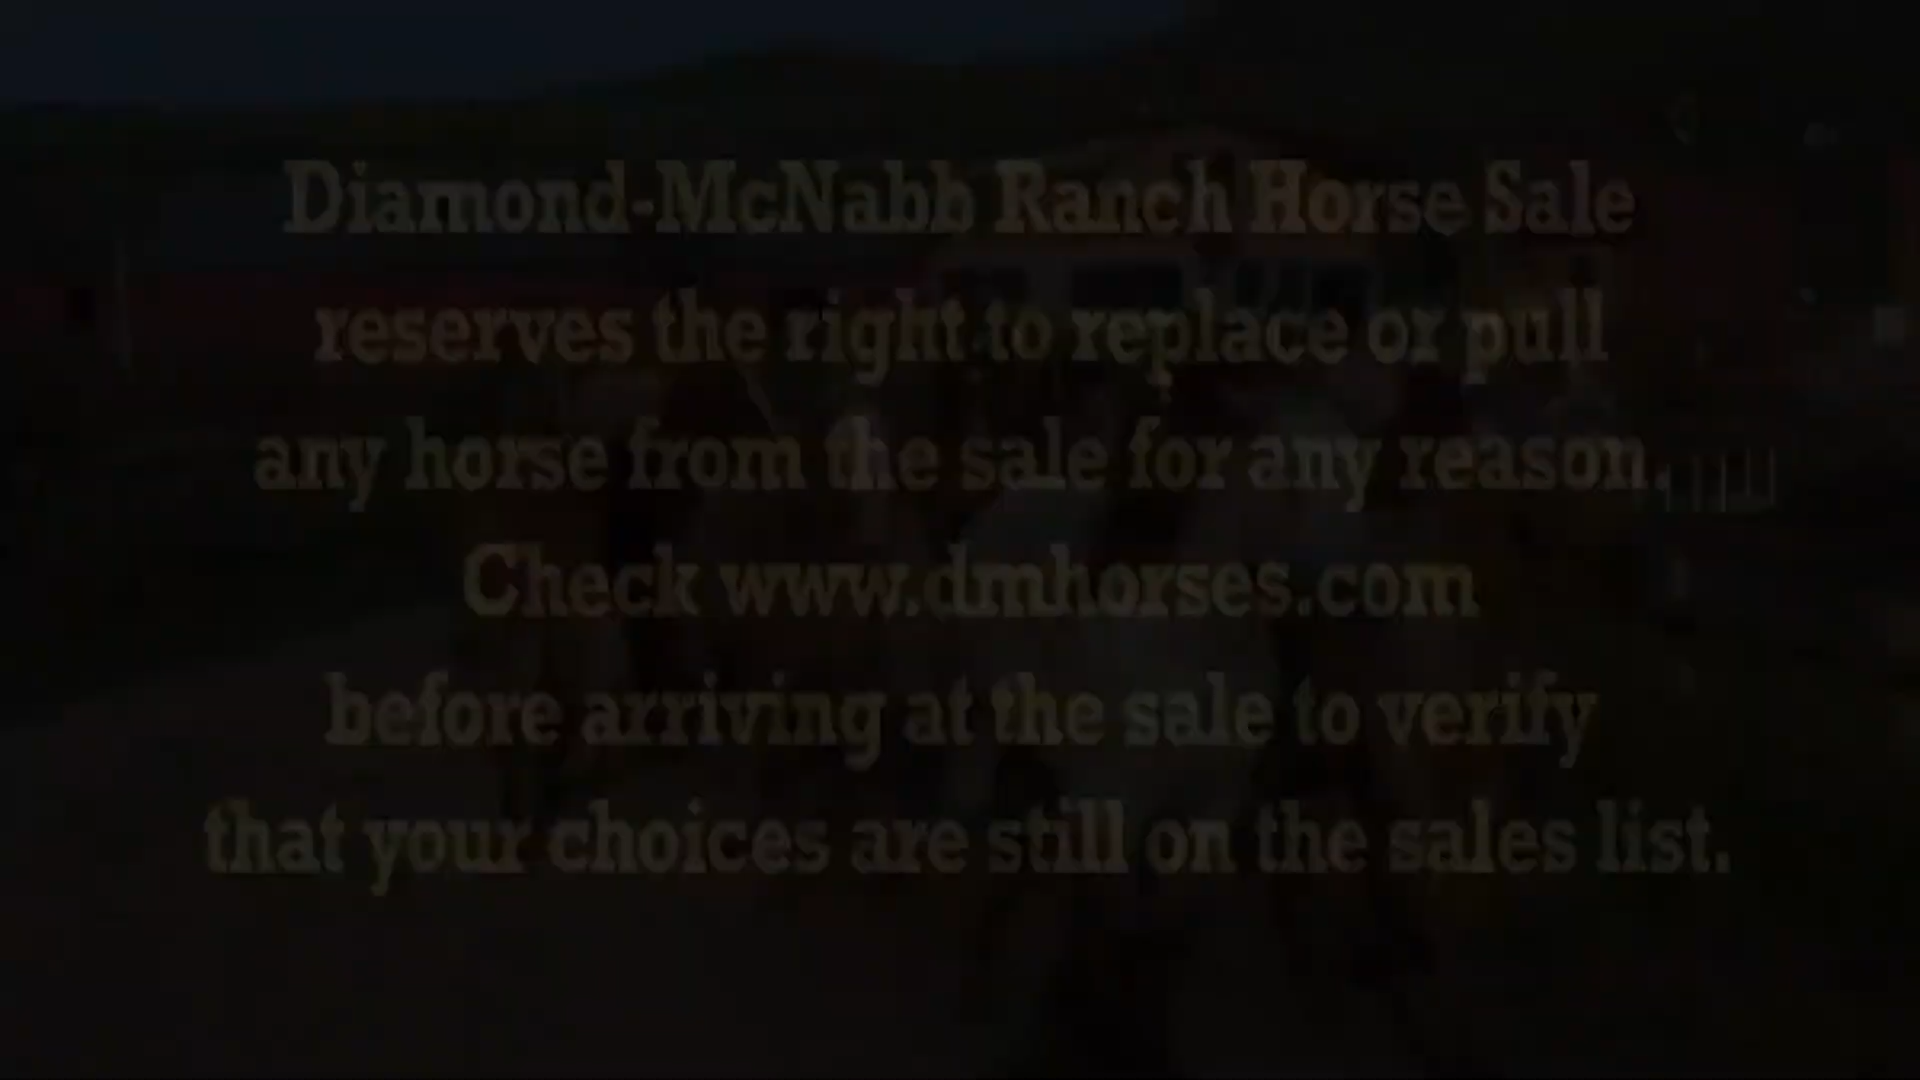 Diamond-McNabb Ranch Horse Sale
reserves the right to replace or pull
any horse from the sale for any reason.
Check www.dmhorses.com
before arriving at the sale to verify
that your choices are still on the sales list.